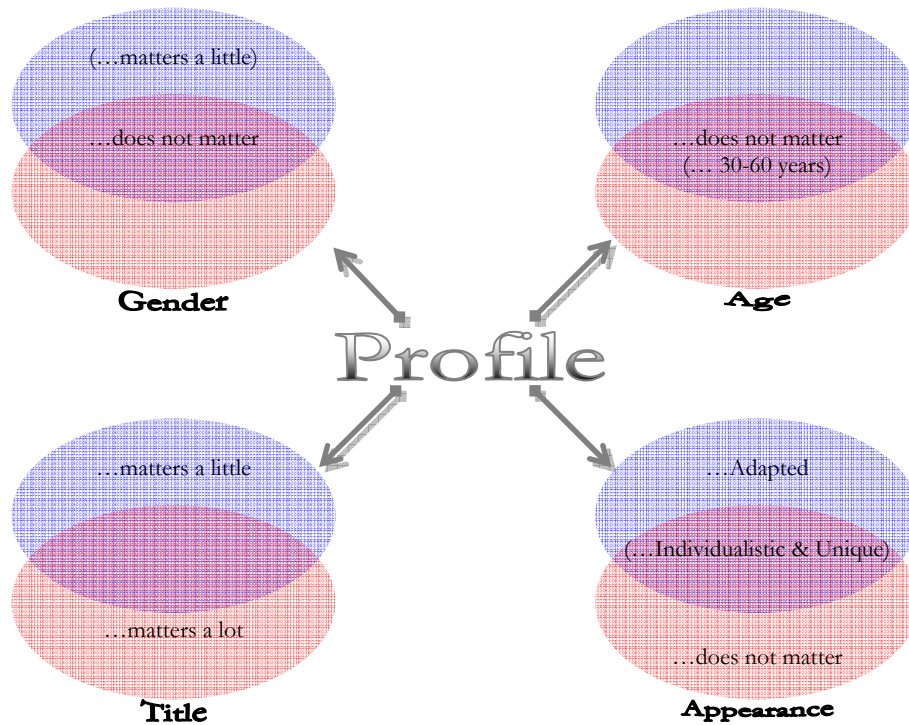 (…matters a little)
…does not matter
Gender
…does not matter
(… 30-60 years)
Age
Profile
…matters a little
…matters a lot
Title
…Adapted
(…Individualistic & Unique)
…does not matter
Appearance